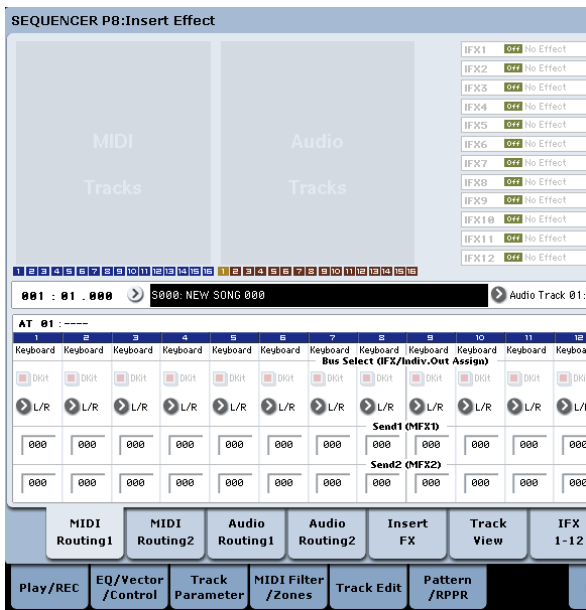 SEQUENCER P8:Insert Effect
MIDI
Tracks
Audio
Tracks
IFX1 Off No Effect
IFX2 Off No Effect
IFX3 Off No Effect
IFX4 Off No Effect
IFX5 Off No Effect
IFX6 Off No Effect
IFX7 Off No Effect
IFX8 Off No Effect
IFX9 Off No Effect
IFX10 Off No Effect
IFX11 Off No Effect
IFX12 Off No Effect
1 2 3 4 5 6 7 8 9 10 11 12 13 14 15 16 1 2 3 4 5 6 7 8 9 10 11 12 13 14 15 16
001 : 01 . 000 S000: NEW SONG 000 Audio Track 01:
AT 01 :----
1 2 3 4 5 6 7 8 9 10 11 12
Keyboard Keyboard Keyboard Keyboard Keyboard Keyboard Keyboard Keyboard Keyboard Keyboard Keyboard Keyboa
Bus Select (IFX/Indiv.Out Assign)
DKit DKit DKit DKit DKit DKit DKit DKit DKit DKit DKit DKit
L/R L/R L/R L/R L/R L/R L/R L/R L/R L/R L/R L/R
Send1 (MFX1)
000 000 000 000 000 000 000 000 000 000 000 000
Send2 (MFX2)
000 000 000 000 000 000 000 000 000 000 000 000
MIDI Routing1 MIDI Routing2 Audio Routing1 Audio Routing2 Insert FX Track View IFX 1-12
Play/REC EQ/Vector /Control Track Parameter MIDI Filter /Zones Track Edit Pattern /RPPR